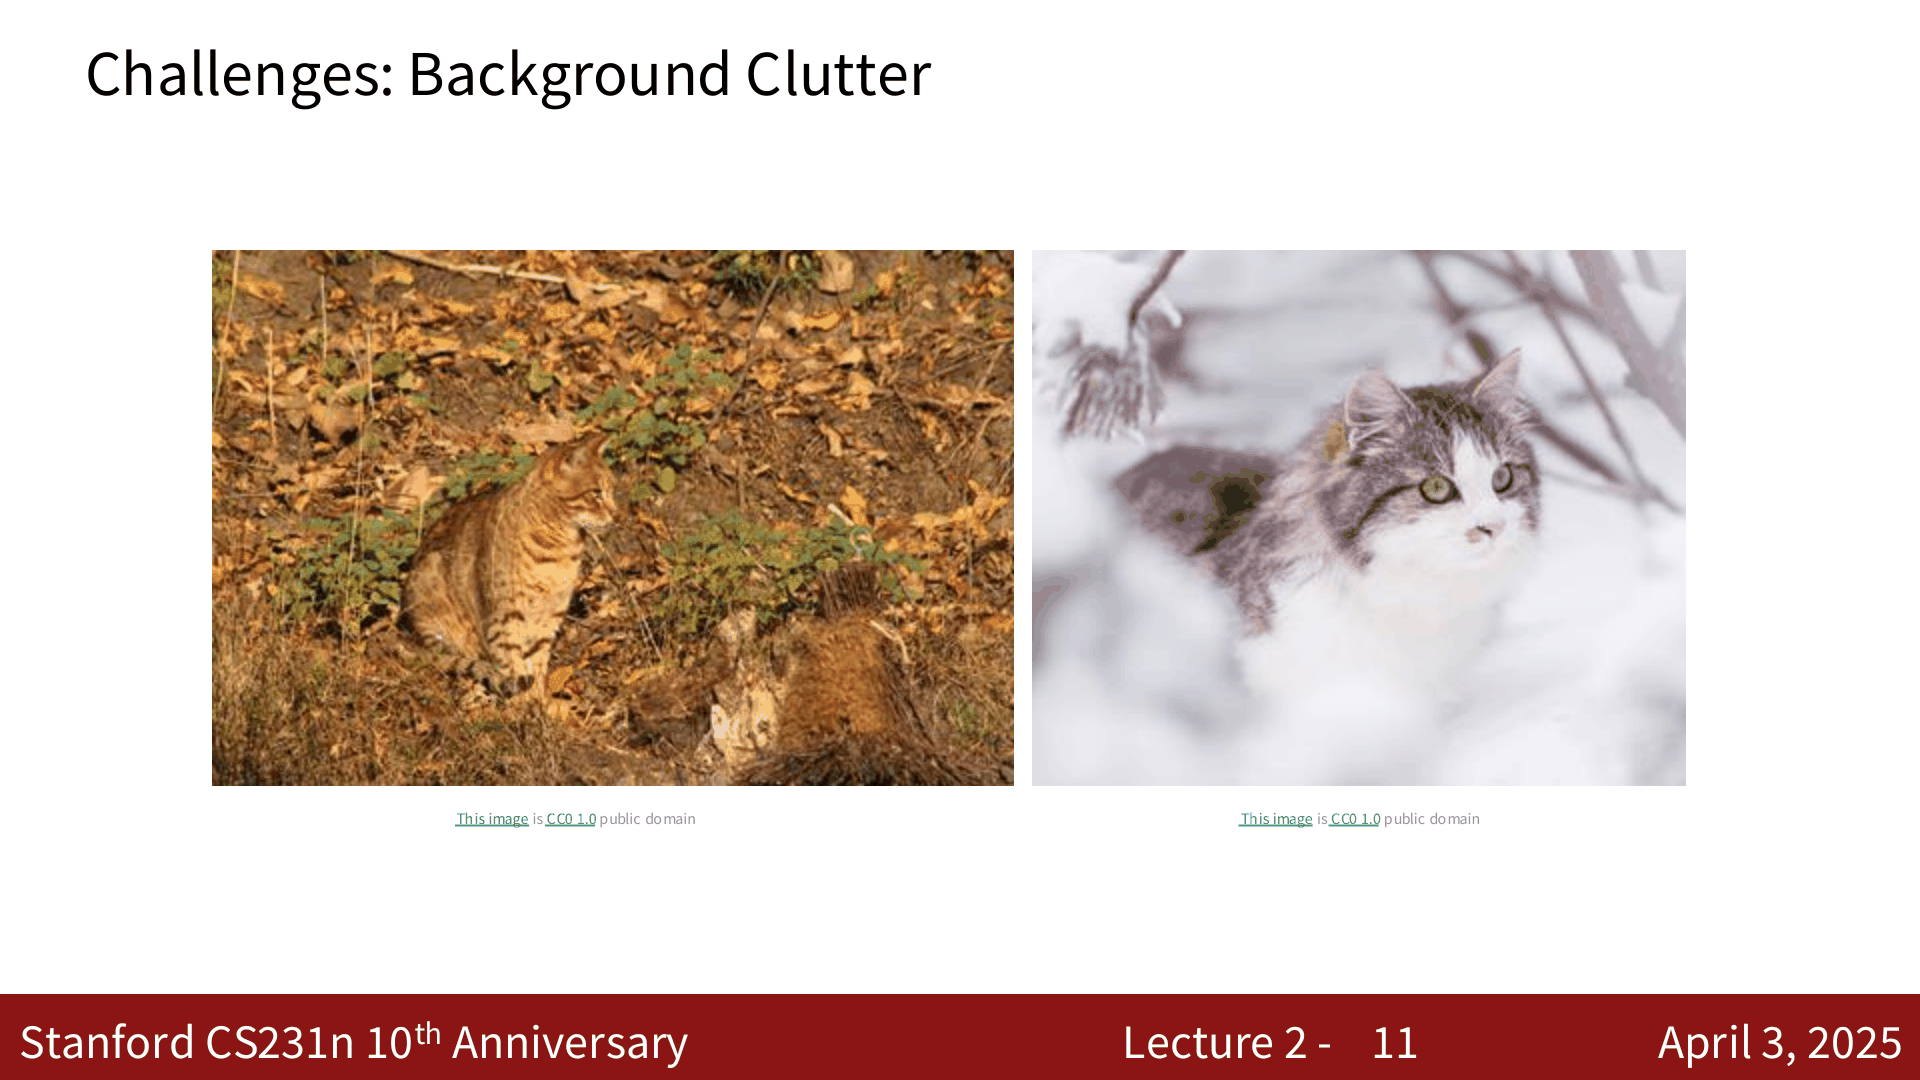 Challenges: Background Clutter
This image is CC0 1.0 public domain
This image is CC0 1.0 public domain
Stanford CS231n 10th Anniversary
Lecture 2 - 11
April 3, 2025